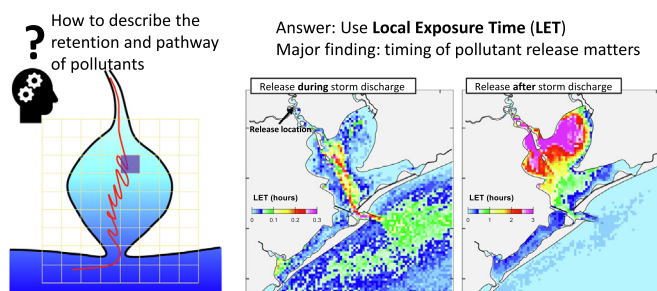 ?
How to describe the
retention and pathway
of pollutants
Answer: Use Local Exposure Time (LET)
Major finding: timing of pollutant release matters
Release during storm discharge
Release location
LET (hours)
0 0.1 0.2 0.3
Release after storm discharge
LET (hours)
0 1 2 3